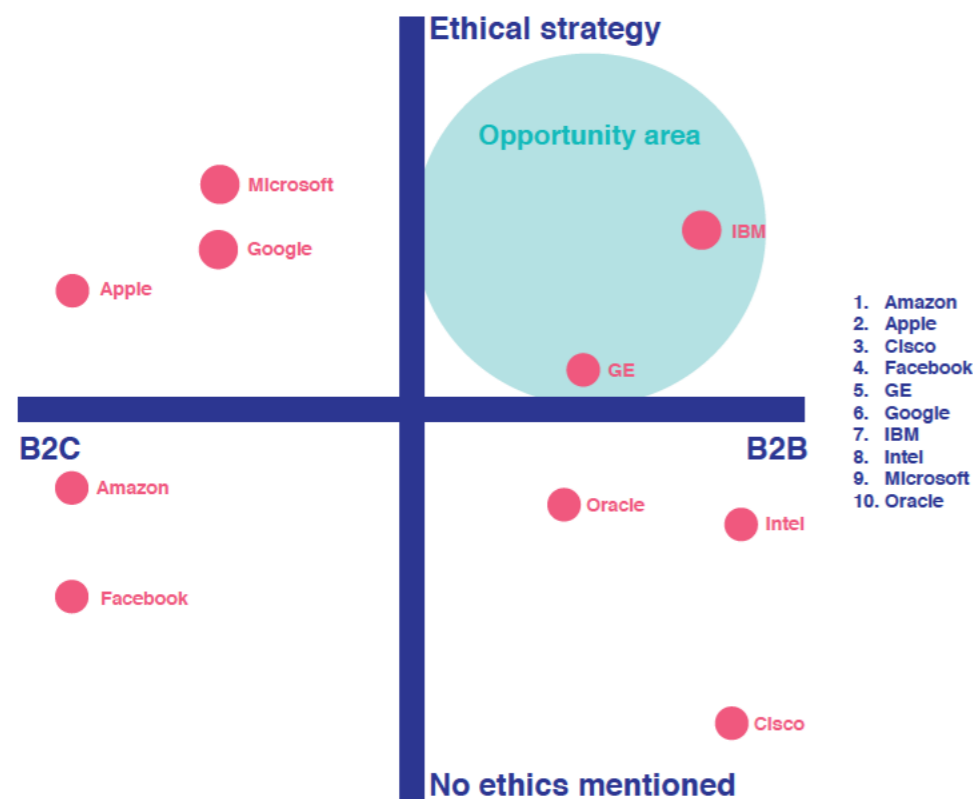 Ethical strategy
Opportunity area
Microsoft
IBM
Google
Apple
GE
B2C
B2B
Amazon
Oracle
Intel
Facebook
Cisco
No ethics mentioned
1. Amazon
2. Apple
3. Cisco
4. Facebook
5. GE
6. Google
7. IBM
8. Intel
9. Microsoft
10. Oracle